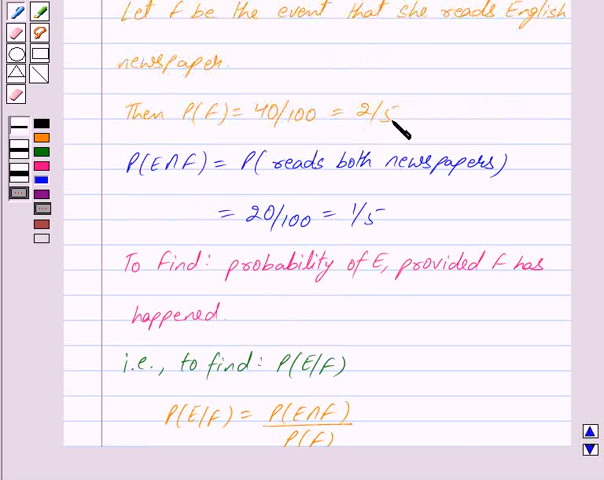 Let F be the event that she reads English
newspaper.
Then P(F) = 40/100 = 2/5
P(E∩F) = P( reads both newspapers)
= 20/100 = 1/5
To find: probability of E, provided F has
happened.
i.e., to find: P(E/F)
P(E/F) = P(E∩F)
P(F)